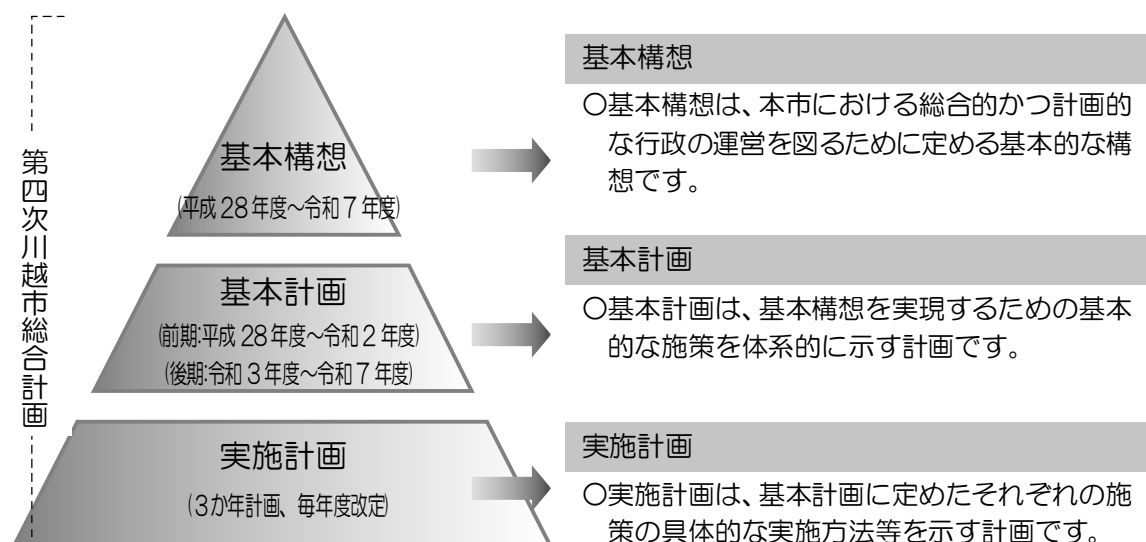 第四次川越市総合計画
基本構想
(平成28年度～令和7年度)
基本構想
〇基本構想は、本市における総合的かつ計画的
な行政の運営を図るために定める基本的な構
想です。
基本計画
(前期:平成28年度～令和2年度)
(後期:令和3年度～令和7年度)
基本計画
〇基本計画は、基本構想を実現するための基本
的な施策を体系的に示す計画です。
実施計画
(3か年計画、毎年度改定)
実施計画
〇実施計画は、基本計画に定めたそれぞれの施
策の具体的な実施方法等を示す計画です。